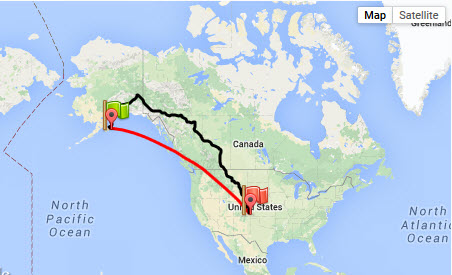 Map
Satellite
Greenland
Canada
North
Pacific
Ocean
United States
North
Atlantic
Ocean
Mexico